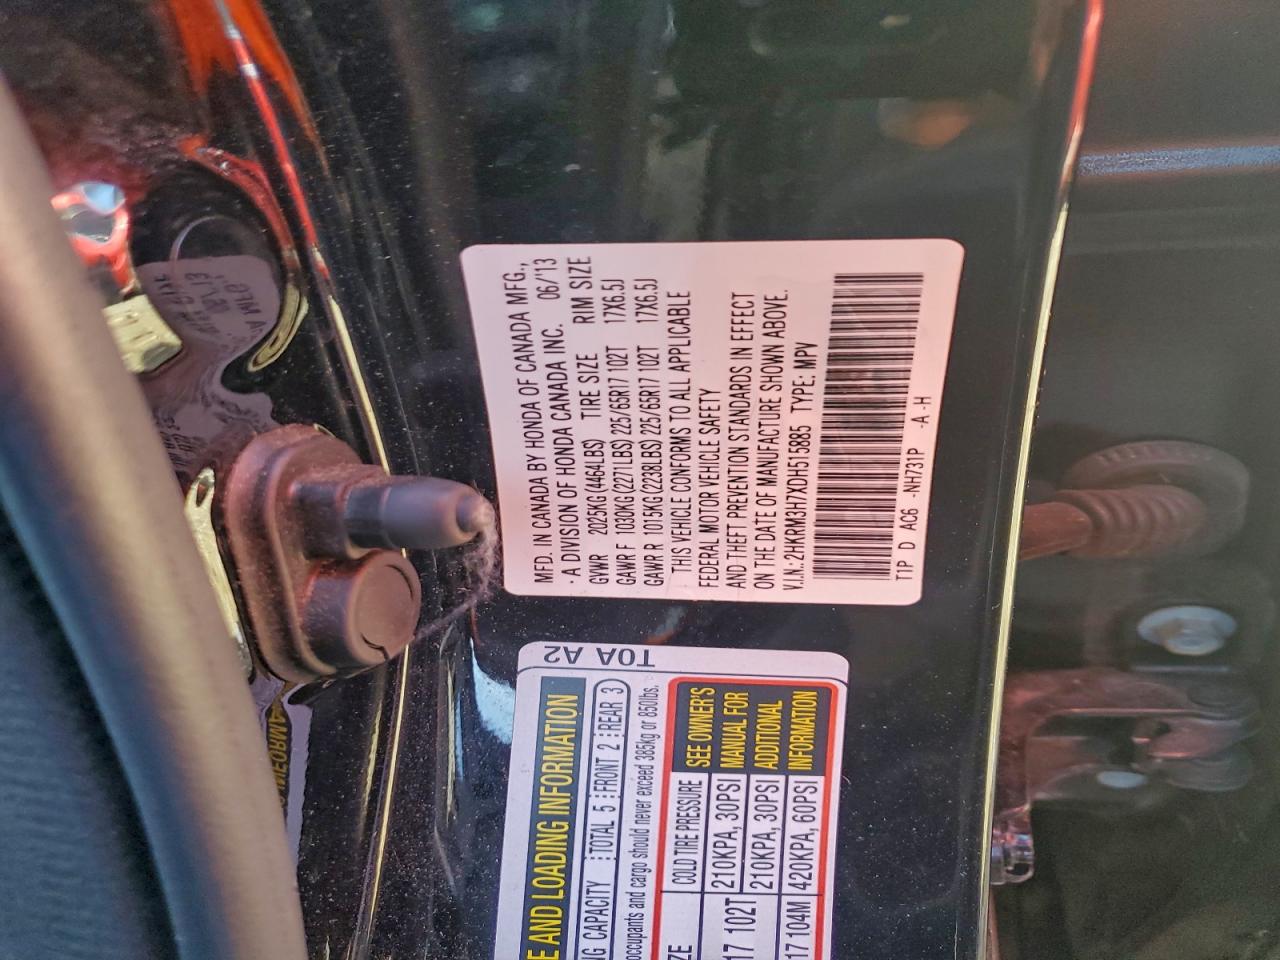 MFD. IN CANADA BY HONDA OF CANADA MFG.,
· A DIVISION OF HONDA CANADA INC. 06/'13
GVWR 2025KG(4464LBS) TIRE SIZE RIM SIZE
GAWR F 1030KG(2271LBS) 225/65R17 102T 17X6.5J
GAWR R 1015KG(2238LBS) 225/65R17 102T 17X6.5J
THIS VEHICLE CONFORMS TO ALL APPLICABLE
FEDERAL MOTOR VEHICLE SAFETY
AND THEFT PREVENTION STANDARDS IN EFFECT
ON THE DATE OF MANUFACTURE SHOWN ABOVE.
V.I.N.: 2HKRM3H7XDH515885 TYPE: MPV
T1P D AC6 -NH731P -A-H
T0A A2
AND LOADING INFORMATION
CAPACITY TOTAL 5 FRONT 2 REAR 3
occupants and cargo should never exceed 385kg or 850lbs.
COLD TIRE PRESSURE
17 102T 210KPA, 30PSI
210KPA, 30PSI
17 104M 420KPA, 60PSI
SEE OWNER'S
MANUAL FOR
ADDITIONAL
INFORMATION